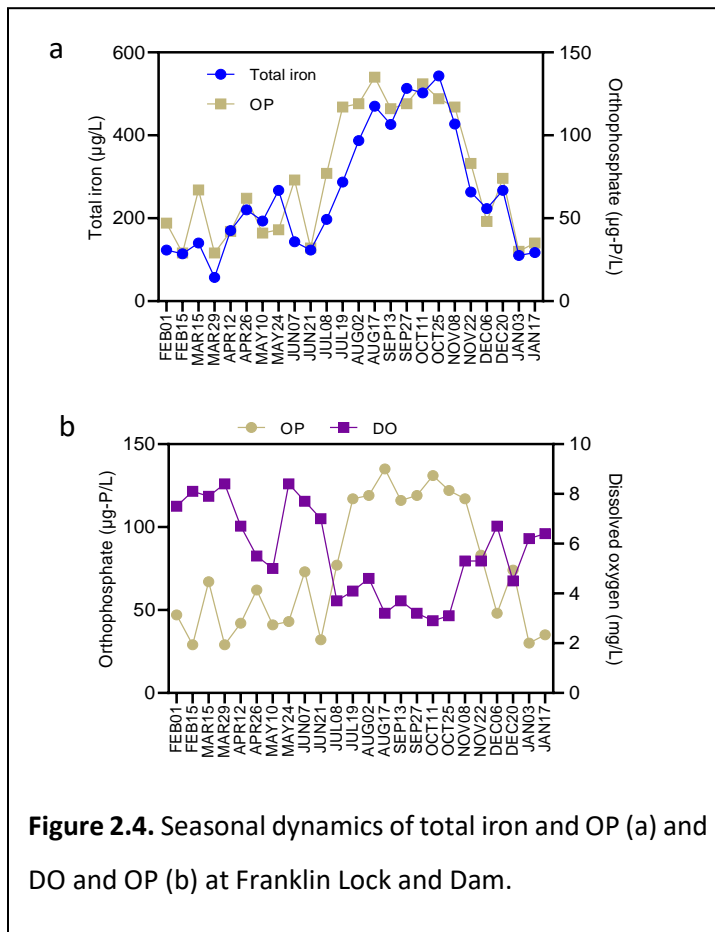 a
Total iron
OP
600
400
200
0
Total iron (µg/L)
150
100
50
0
Orthophosphate
(µg-P/L)
FEB01
FEB15
MAR15
MAR29
APR12
APR26
MAY10
MAY24
JUN07
JUN21
JUL08
JUL19
AUG02
AUG17
SEP13
SEP27
OCT11
OCT25
NOV08
NOV22
DEC06
DEC20
JAN03
JAN17
b
OP DO
150
100
50
0
Orthophosphate (µg-P/L)
10
8
6
4
2
0
Dissolved oxygen (mg/L)
FEB01
FEB15
MAR15
MAR29
APR12
APR26
MAY10
MAY24
JUN07
JUN21
JUL08
JUL19
AUG02
AUG17
SEP13
SEP27
OCT11
OCT25
NOV08
NOV22
DEC06
DEC20
JAN03
JAN17
Figure 2.4. Seasonal dynamics of total iron and OP (a) and
DO and OP (b) at Franklin Lock and Dam.